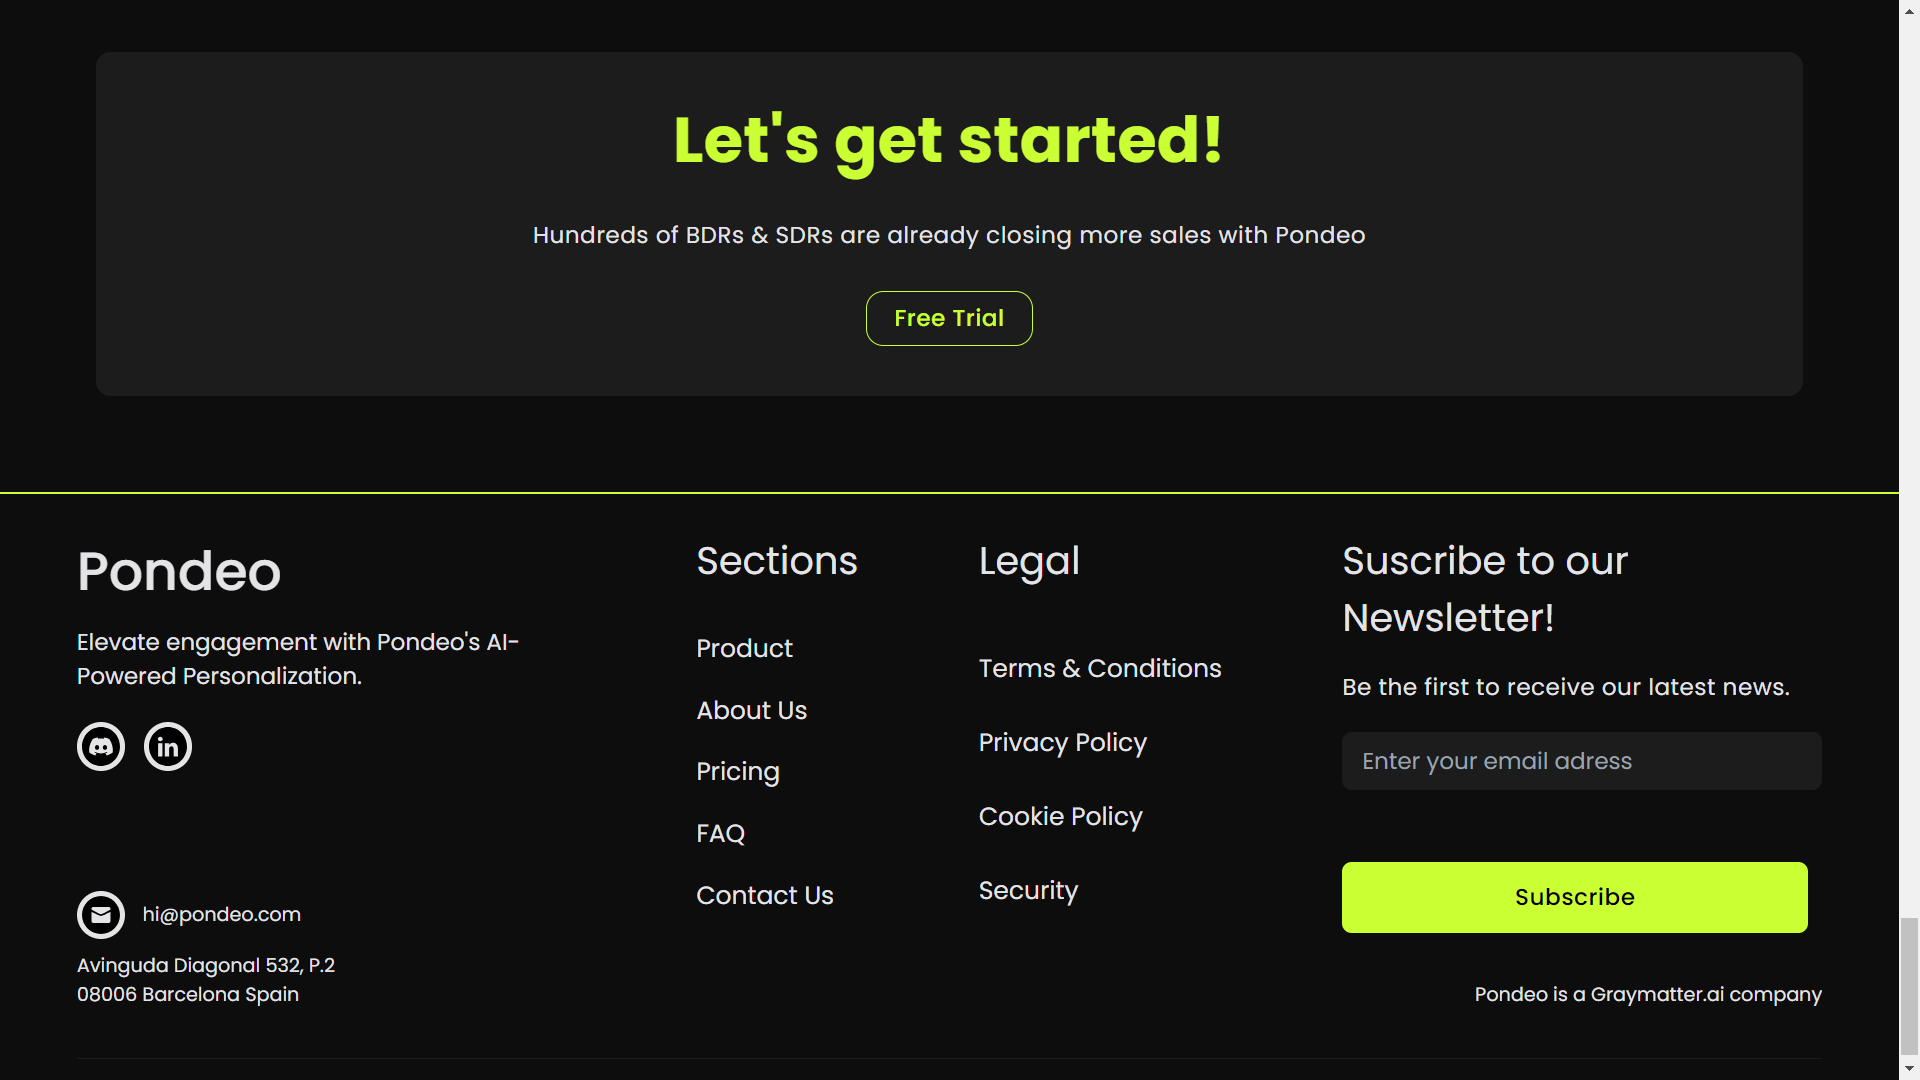 Let's get started!
Hundreds of BDRs & SDRs are already closing more sales with Pondeo
Free Trial
Pondeo
Elevate engagement with Pondeo's AI-
Powered Personalization.
hi@pondeo.com
Avinguda Diagonal 532, P.2
08006 Barcelona Spain
Sections
Product
About Us
Pricing
FAQ
Contact Us
Legal
Terms & Conditions
Privacy Policy
Cookie Policy
Security
Suscribe to our
Newsletter!
Be the first to receive our latest news.
Enter your email adress
Subscribe
Pondeo is a Graymatter.ai company